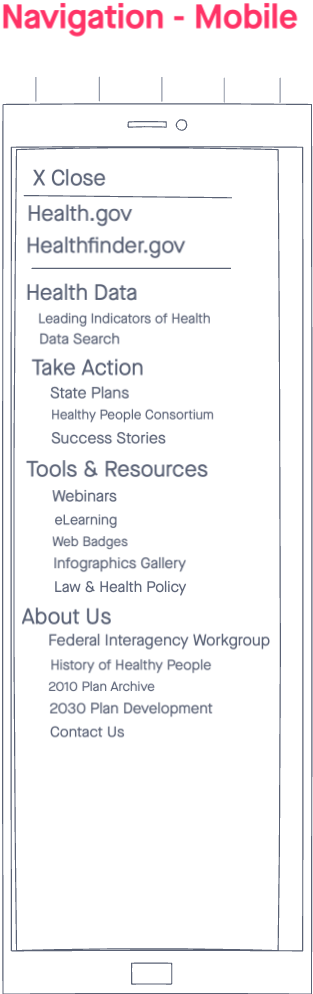 Navigation - Mobile
X Close
Health.gov
Healthfinder.gov
Health Data
Leading Indicators of Health
Data Search
Take Action
State Plans
Healthy People Consortium
Success Stories
Tools & Resources
Webinars
eLearning
Web Badges
Infographics Gallery
Law & Health Policy
About Us
Federal Interagency Workgroup
History of Healthy People
2010 Plan Archive
2030 Plan Development
Contact Us